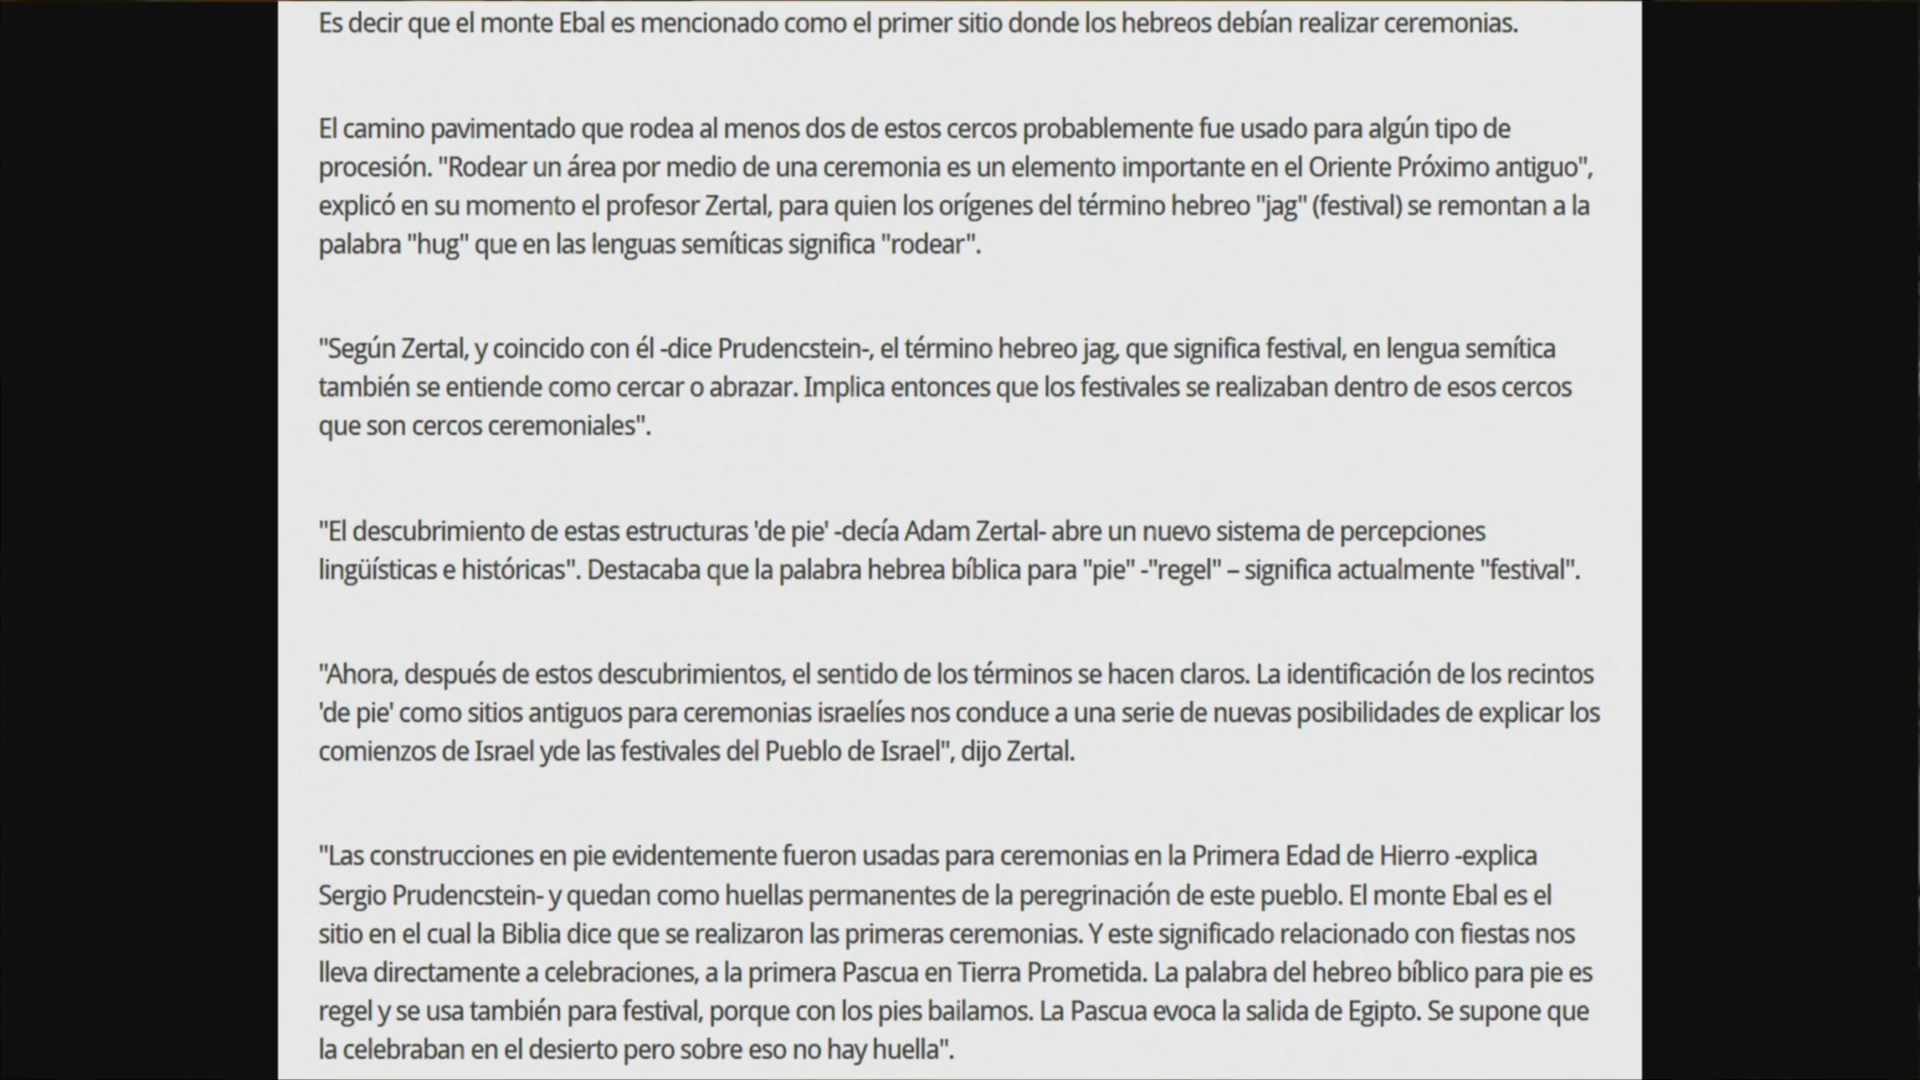 Es decir que el monte Ebal es mencionado como el primer sitio donde los hebreos debían realizar ceremonias.
El camino pavimentado que rodea al menos dos de estos cercos probablemente fue usado para algún tipo de
procesión. "Rodear un área por medio de una ceremonia es un elemento importante en el Oriente Próximo antiguo",
explicó en su momento el profesor Zertal, para quien los orígenes del término hebreo "jag" (festival) se remontan a la
palabra "hug" que en las lenguas semíticas significa "rodear".
"Según Zertal, y coincido con él -dice Prudencstein-, el término hebreo jag, que significa festival, en lengua semítica
también se entiende como cercar o abrazar. Implica entonces que los festivales se realizaban dentro de esos cercos
que son cercos ceremoniales".
"El descubrimiento de estas estructuras 'de pie' -decía Adam Zertal- abre un nuevo sistema de percepciones
lingüísticas e históricas". Destacaba que la palabra hebrea bíblica para "pie" -"regel" – significa actualmente "festival".
"Ahora, después de estos descubrimientos, el sentido de los términos se hacen claros. La identificación de los recintos
'de pie' como sitios antiguos para ceremonias israelíes nos conduce a una serie de nuevas posibilidades de explicar los
comienzos de Israel yde las festivales del Pueblo de Israel", dijo Zertal.
"Las construcciones en pie evidentemente fueron usadas para ceremonias en la Primera Edad de Hierro -explica
Sergio Prudencstein- y quedan como huellas permanentes de la peregrinación de este pueblo. El monte Ebal es el
sitio en el cual la Biblia dice que se realizaron las primeras ceremonias. Y este significado relacionado con fiestas nos
lleva directamente a celebraciones, a la primera Pascua en Tierra Prometida. La palabra del hebreo bíblico para pie es
regel y se usa también para festival, porque con los pies bailamos. La Pascua evoca la salida de Egipto. Se supone que
la celebraban en el desierto pero sobre eso no hay huella".